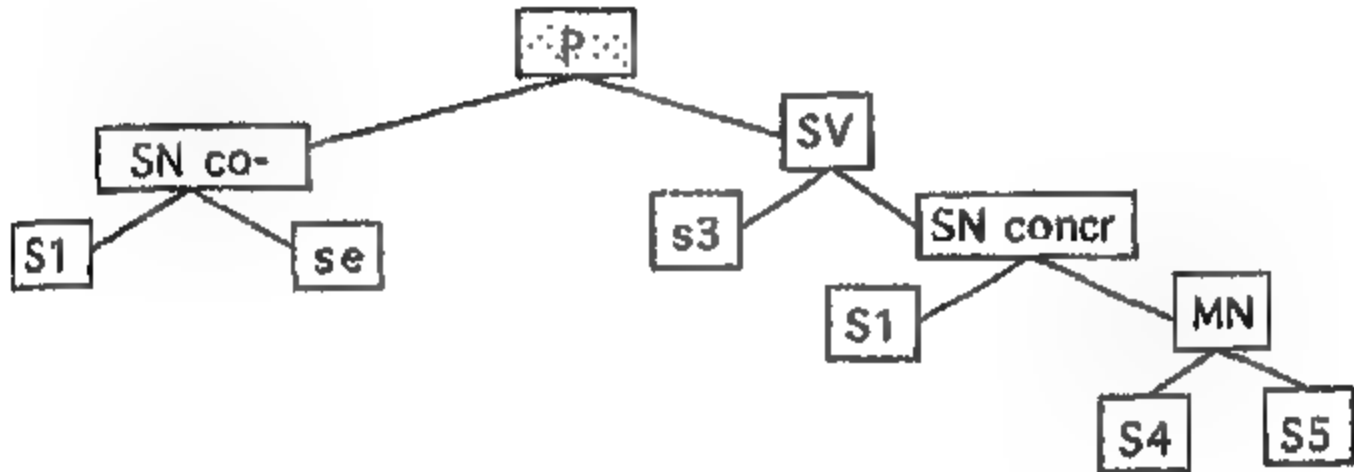 P
SN co-
SV
S1
se
s3
SN concr
S1
MN
S4
S5